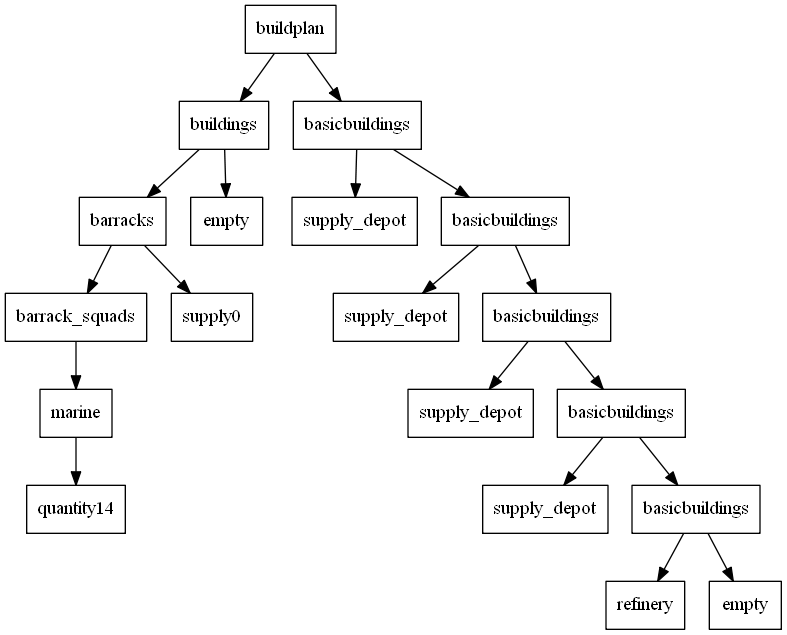 buildplan
buildings
basicbuildings
barracks
empty
supply_depot
basicbuildings
barrack_squads
supply0
supply_depot
basicbuildings
marine
supply_depot
basicbuildings
quantity14
supply_depot
basicbuildings
refinery
empty